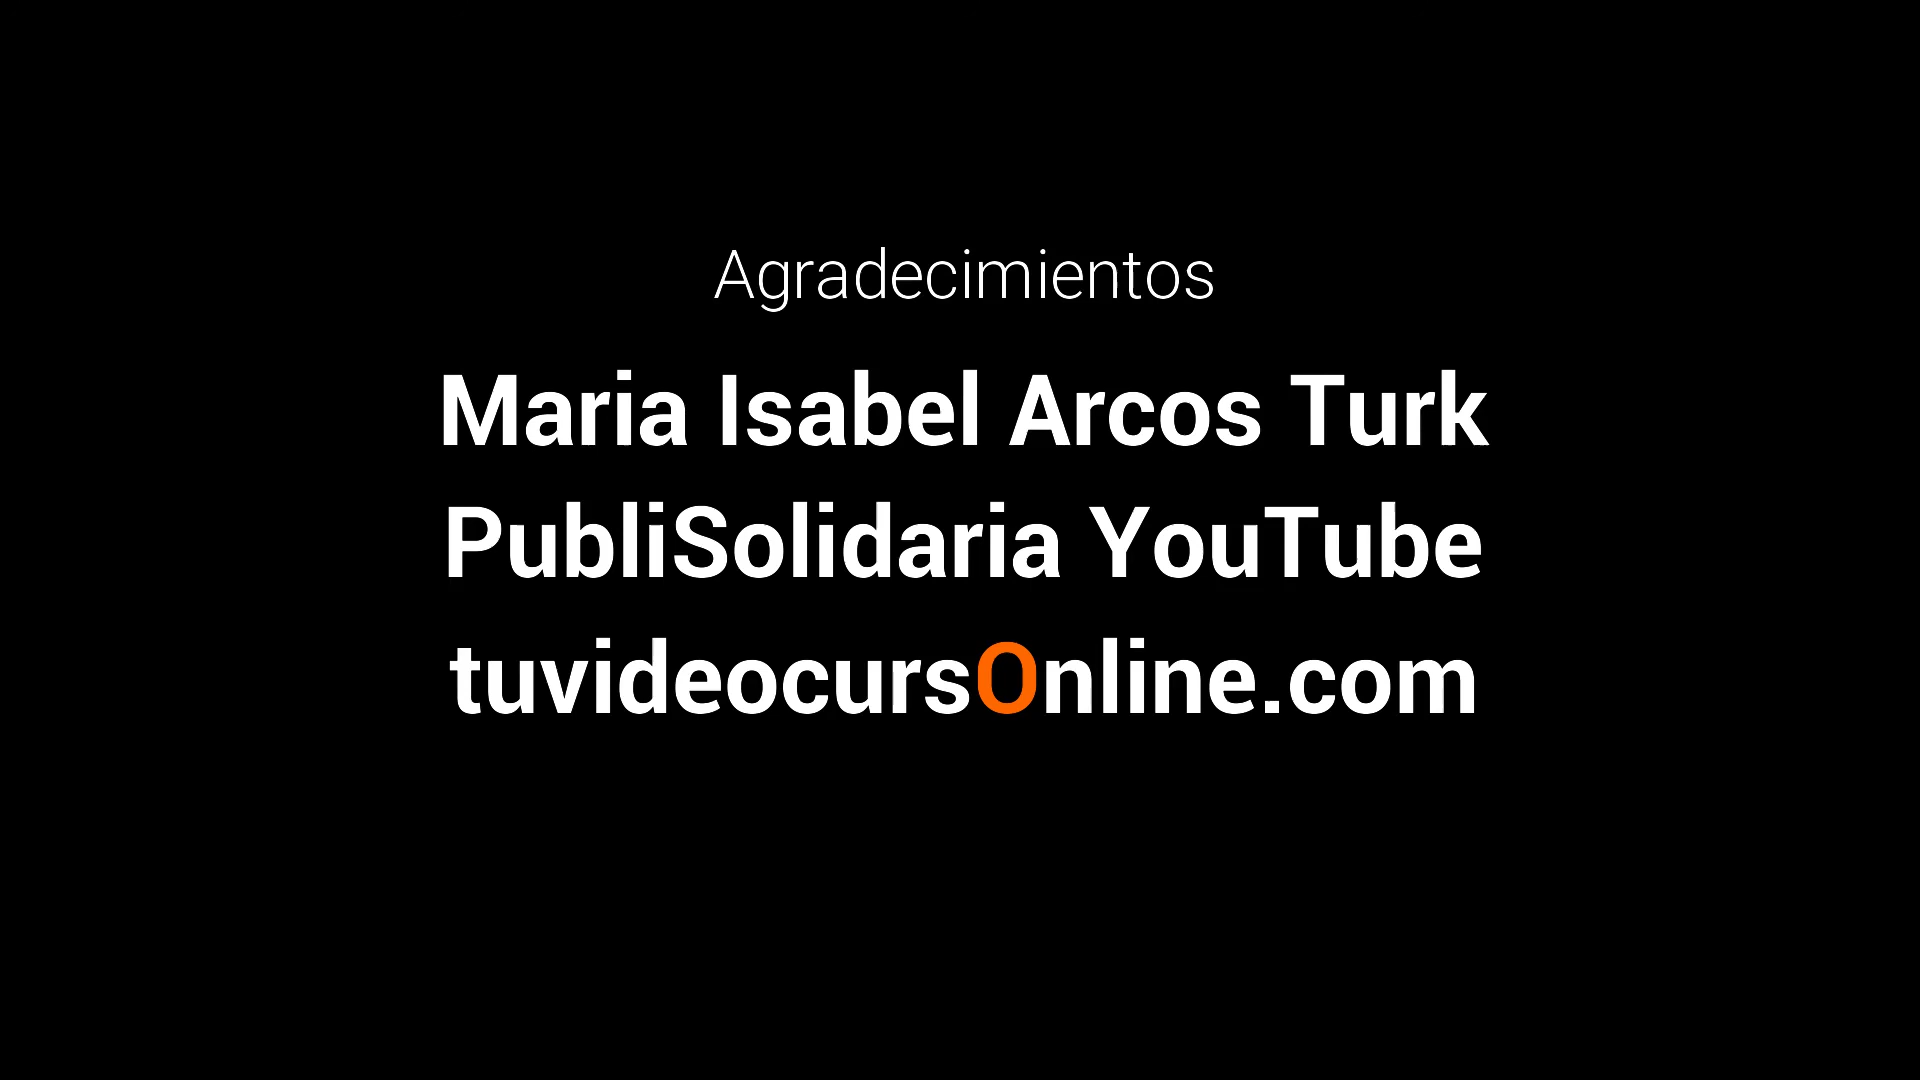 Agradecimientos
Maria Isabel Arcos Turk
PubliSolidaria YouTube
tuvideocursOnline.com